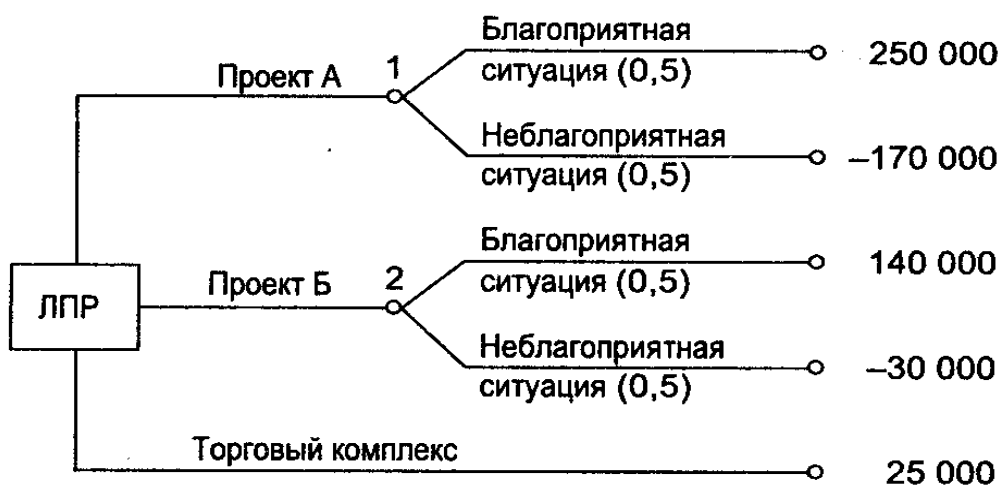 Благоприятная
250 000
Проект А
1
ситуация (0,5)
Неблагоприятная
–170 000
ситуация (0,5)
Благоприятная
140 000
Проект Б
2
ситуация (0,5)
ЛПР
Неблагоприятная
–30 000
ситуация (0,5)
Торговый комплекс
25 000